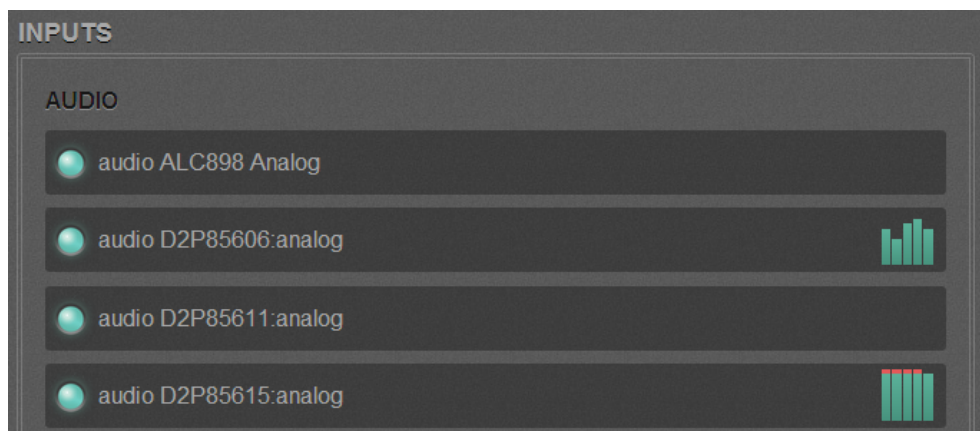 INPUTS
AUDIO
audio ALC898 Analog
audio D2P85606:analog
audio D2P85611:analog
audio D2P85615:analog